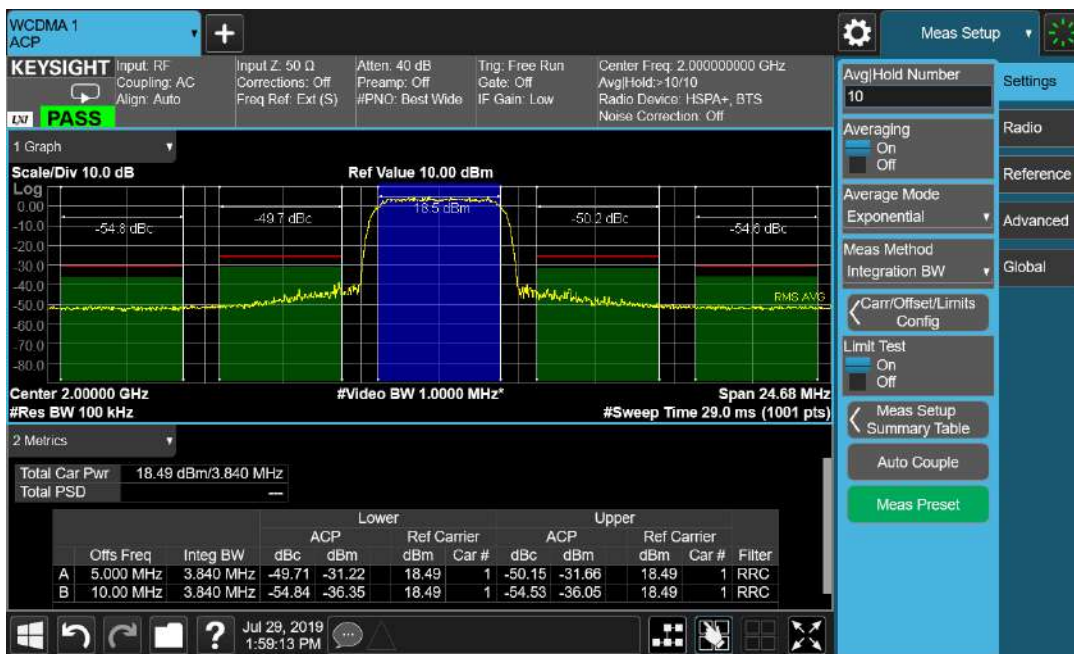 WCDMA 1
ACP
Meas Setup
KEYSIGHT
Input: RF
Coupling: AC
Align: Auto
Input Z: 50 Ω
Corrections: Off
Freq Ref: Ext (S)
Atten: 40 dB
Preamp: Off
#PNO: Best Wide
Trig: Free Run
Gate: Off
IF Gain: Low
Center Freq: 2.000000000 GHz
Avg|Hold:>10/10
Radio Device: HSPA+, BTS
Noise Correction: Off
LXI PASS
1 Graph
Scale/Div 10.0 dB Ref Value 10.00 dBm
Log
0.00
-10.0
-20.0
-30.0
-40.0
-50.0
-60.0
-70.0
-80.0
-54.8 dBc
-49.7 dBc
18.5 dBm
-50.2 dBc
-54.6 dBc
RMS AVG
Center 2.00000 GHz #Video BW 1.0000 MHz* Span 24.68 MHz
#Res BW 100 kHz #Sweep Time 29.0 ms (1001 pts)
2 Metrics
Total Car Pwr 18.49 dBm/3.840 MHz
Total PSD ---
Lower Upper
ACP Ref Carrier ACP Ref Carrier
Offs Freq Integ BW dBc dBm dBm Car # dBc dBm dBm Car # Filter
A 5.000 MHz 3.840 MHz -49.71 -31.22 18.49 1 -50.15 -31.66 18.49 1 RRC
B 10.00 MHz 3.840 MHz -54.84 -36.35 18.49 1 -54.53 -36.05 18.49 1 RRC
Jul 29, 2019
1:59:13 PM
Avg|Hold Number
10
Averaging
On
Off
Average Mode
Exponential
Meas Method
Integration BW
Carr/Offset/Limits
Config
Limit Test
On
Off
Meas Setup
Summary Table
Auto Couple
Meas Preset
Settings
Radio
Reference
Advanced
Global